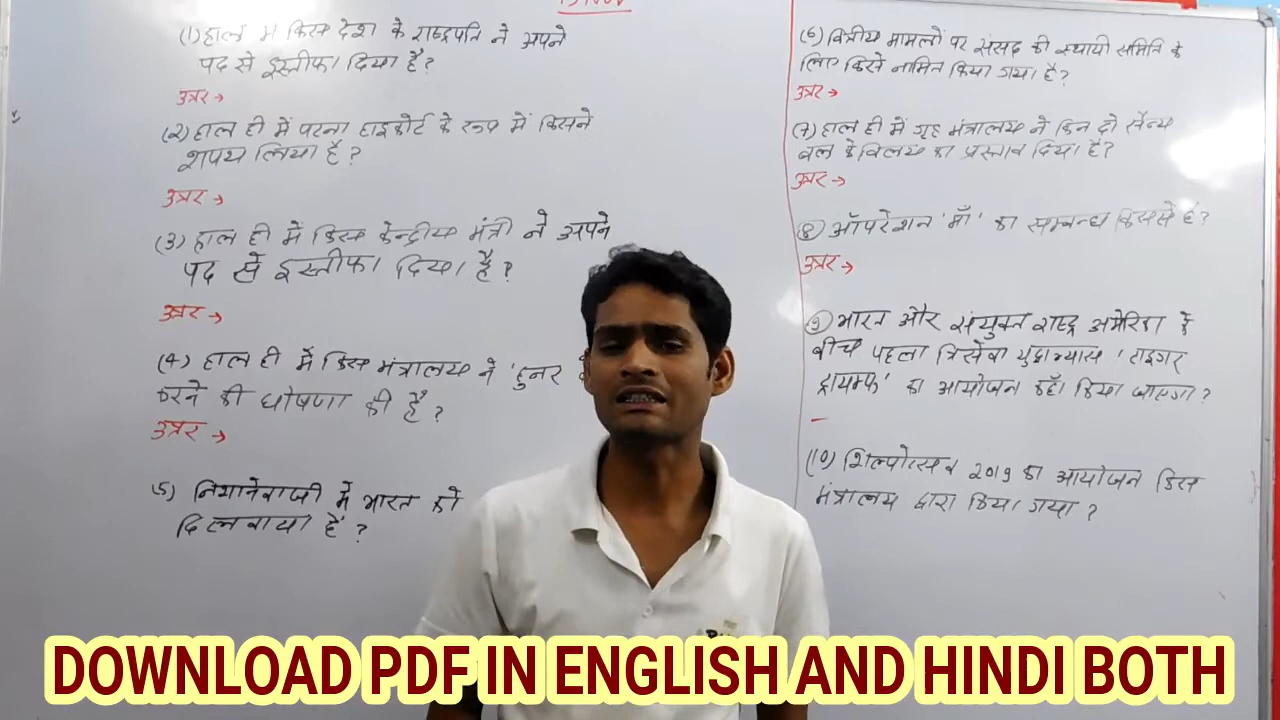 (1) हाल में किस देश के राष्ट्रपति ने अपने
पद से इस्तीफा दिया है?
उत्तर →
(2) हाल ही में पटना हाइकोर्ट के रूप में किसने
शपथ लिया है?
उत्तर →
(3) हाल ही में किस केन्द्रीय मंत्री ने अपने
पद से इस्तीफा दिया है?
उत्तर →
(4) हाल ही में किस मंत्रालय ने 'हुनर
करने की घोषणा की है?
उत्तर →
(5) निशानेबाजी में भारत को
दिलवाया है?
(6) वित्तीय मामलों पर संसद की स्थायी समिति के
लिए किसे नामित किया गया है?
उत्तर →
(7) हाल ही में गृह मंत्रालय ने किन दो सैन्य
बल के विलय का प्रस्ताव दिया है?
उत्तर →
(8) ऑपरेशन 'माँ' का सम्बन्ध किससे है?
उत्तर →
(9) भारत और संयुक्त राष्ट्र अमेरिका के
बीच पहला त्रिसेवा युद्धाभ्यास 'टाइगर
ट्रायम्फ' का आयोजन कहाँ किया जाएगा?
(10) शिल्पोत्सव 2019 का आयोजन किस
मंत्रालय द्वारा किया गया?
DOWNLOAD PDF IN ENGLISH AND HINDI BOTH